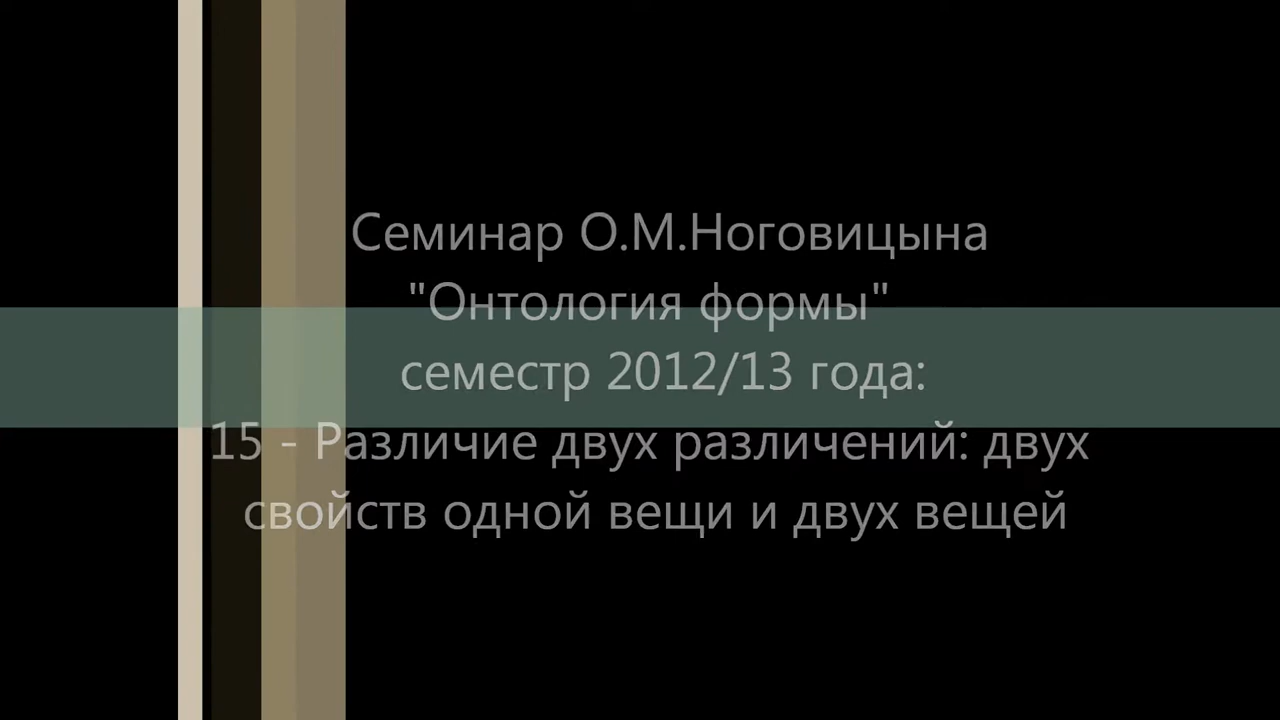 Семинар О.М.Ноговицына
"Онтология формы"
семестр 2012/13 года:
15 - Различие двух различений: двух
свойств одной вещи и двух вещей